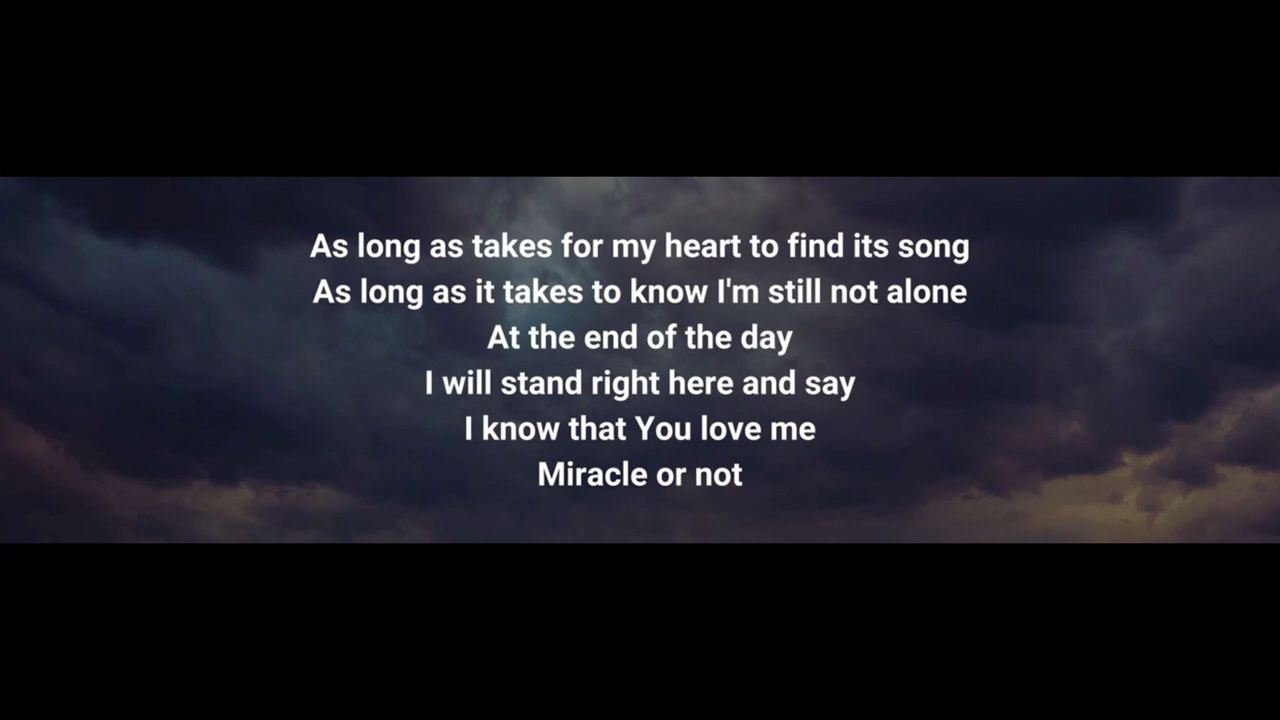 As long as takes for my heart to find its song
As long as it takes to know I'm still not alone
At the end of the day
I will stand right here and say
I know that You love me
Miracle or not